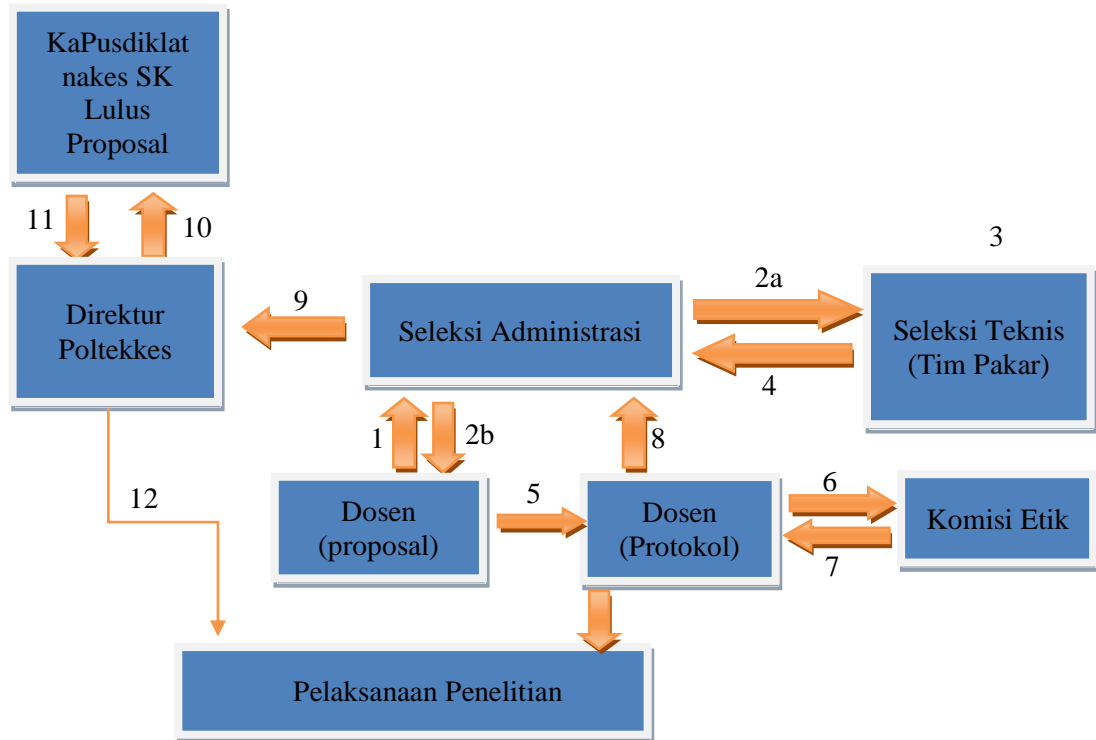 KaPusdiklat
nakes SK
Lulus
Proposal
11
10
3
Direktur
Poltekkes
9
Seleksi Administrasi
2a
4
Seleksi Teknis
(Tim Pakar)
1
2b
8
12
Dosen
(proposal)
5
Dosen
(Protokol)
6
7
Komisi Etik
Pelaksanaan Penelitian